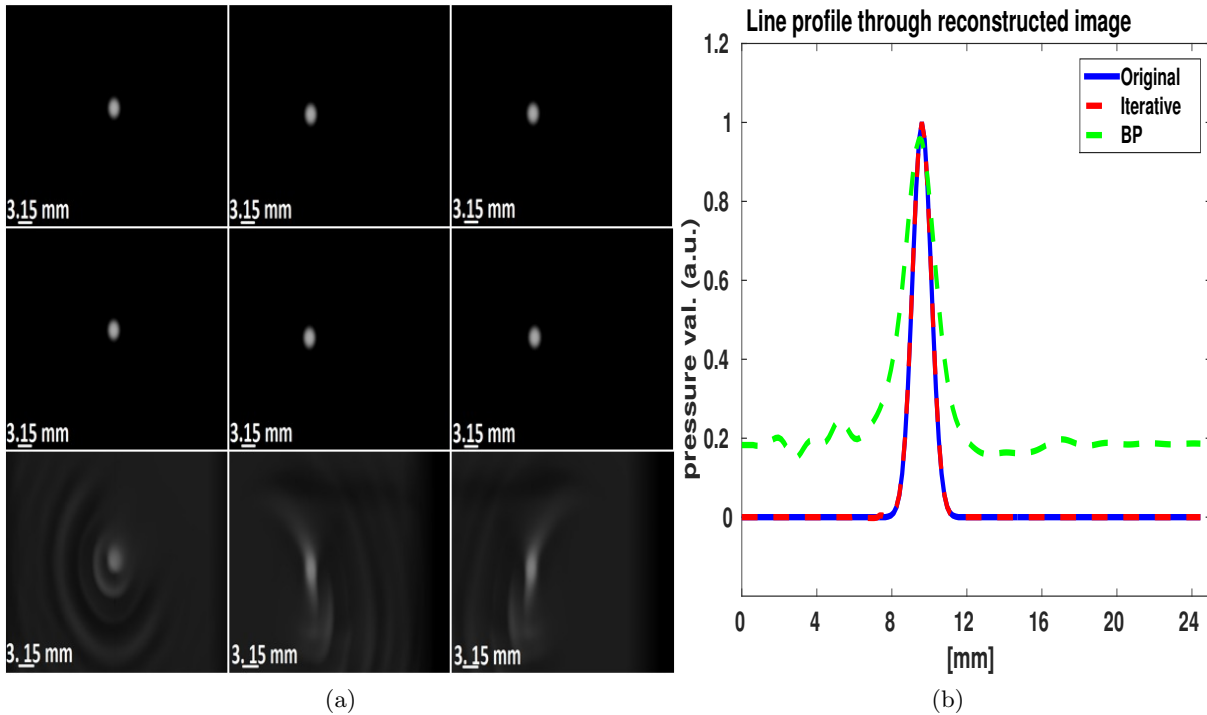 3.15 mm
3.15 mm
3.15 mm
3.15 mm
3.15 mm
3.15 mm
3.15 mm
3.15 mm
3.15 mm
(a)
Line profile through reconstructed image
1.2
1
0.8
0.6
0.4
0.2
0
pressure val. (a.u.)
Original
Iterative
BP
0 4 8 12 16 20 24
[mm]
(b)